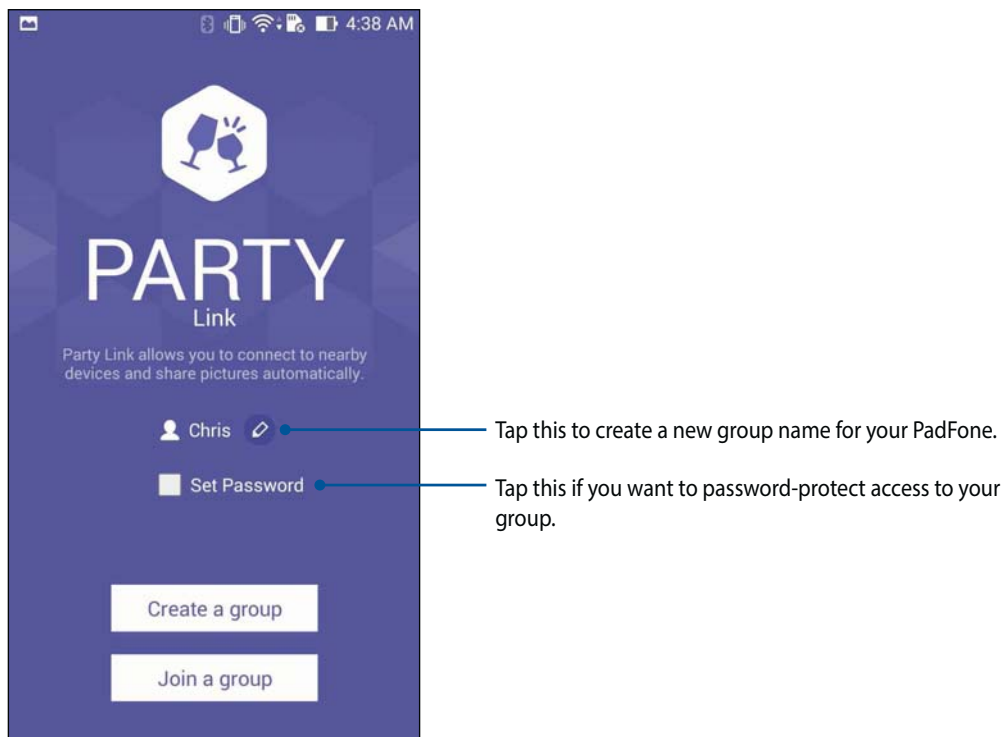 4:38 AM
PARTY
Link
Party Link allows you to connect to nearby
devices and share pictures automatically.
Chris
Tap this to create a new group name for your PadFone.
Set Password
Tap this if you want to password-protect access to your
group.
Create a group
Join a group